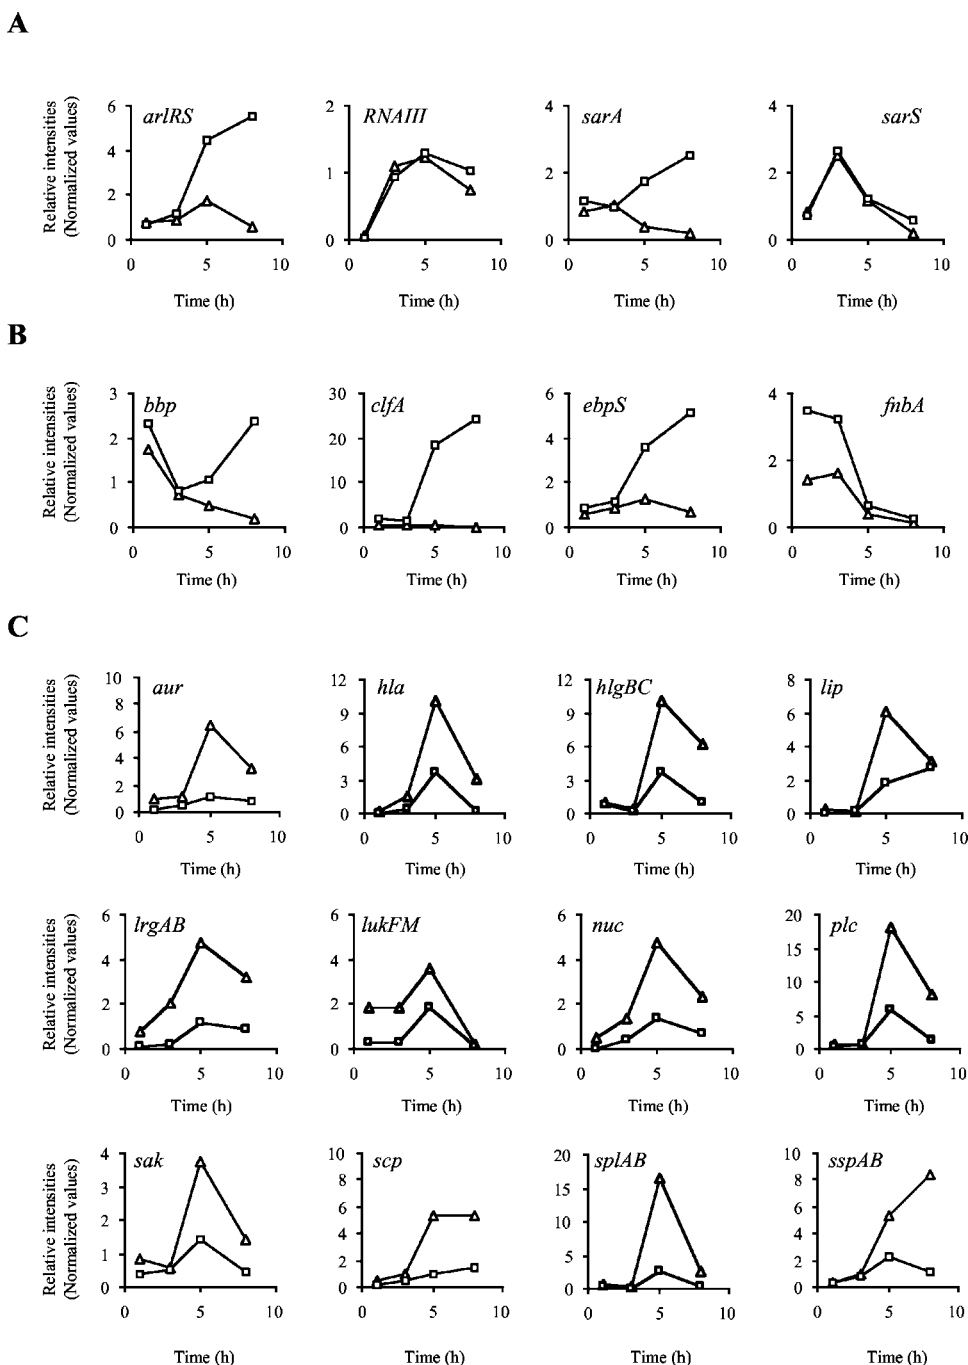 A
Relative intensities
(Normalized values)
arlRS
RNAIII
sarA
sarS
6
4
2
0
2
1
0
4
2
0
4
2
0
0 5 10
0 5 10
0 5 10
0 5 10
Time (h)
Time (h)
Time (h)
Time (h)
B
Relative intensities
(Normalized values)
bbp
clfA
ebpS
fnbA
3
2
1
0
30
20
10
0
6
4
2
0
4
2
0
0 5 10
0 5 10
0 5 10
0 5 10
Time (h)
Time (h)
Time (h)
Time (h)
C
Relative intensities
(Normalized values)
aur
hla
hlgBC
lip
10
8
6
4
2
0
12
9
6
3
0
12
9
6
3
0
8
6
4
2
0
0 5 10
0 5 10
0 5 10
0 5 10
Time (h)
Time (h)
Time (h)
Time (h)
Relative intensities
(Normalized values)
lrgAB
lukFM
nuc
plc
6
4
2
0
6
4
2
0
6
4
2
0
20
15
10
5
0
0 5 10
0 5 10
0 5 10
0 5 10
Time (h)
Time (h)
Time (h)
Time (h)
Relative intensities
(Normalized values)
sak
scp
splAB
sspAB
4
3
2
1
0
10
8
6
4
2
0
20
15
10
5
0
10
8
6
4
2
0
0 5 10
0 5 10
0 5 10
0 5 10
Time (h)
Time (h)
Time (h)
Time (h)